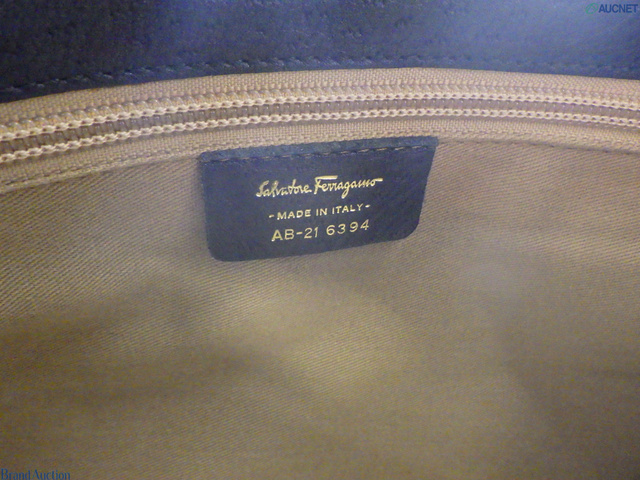 AUCNET
Salvatore Ferragamo
-MADE IN ITALY-
AB-21 6394
BrandAuction